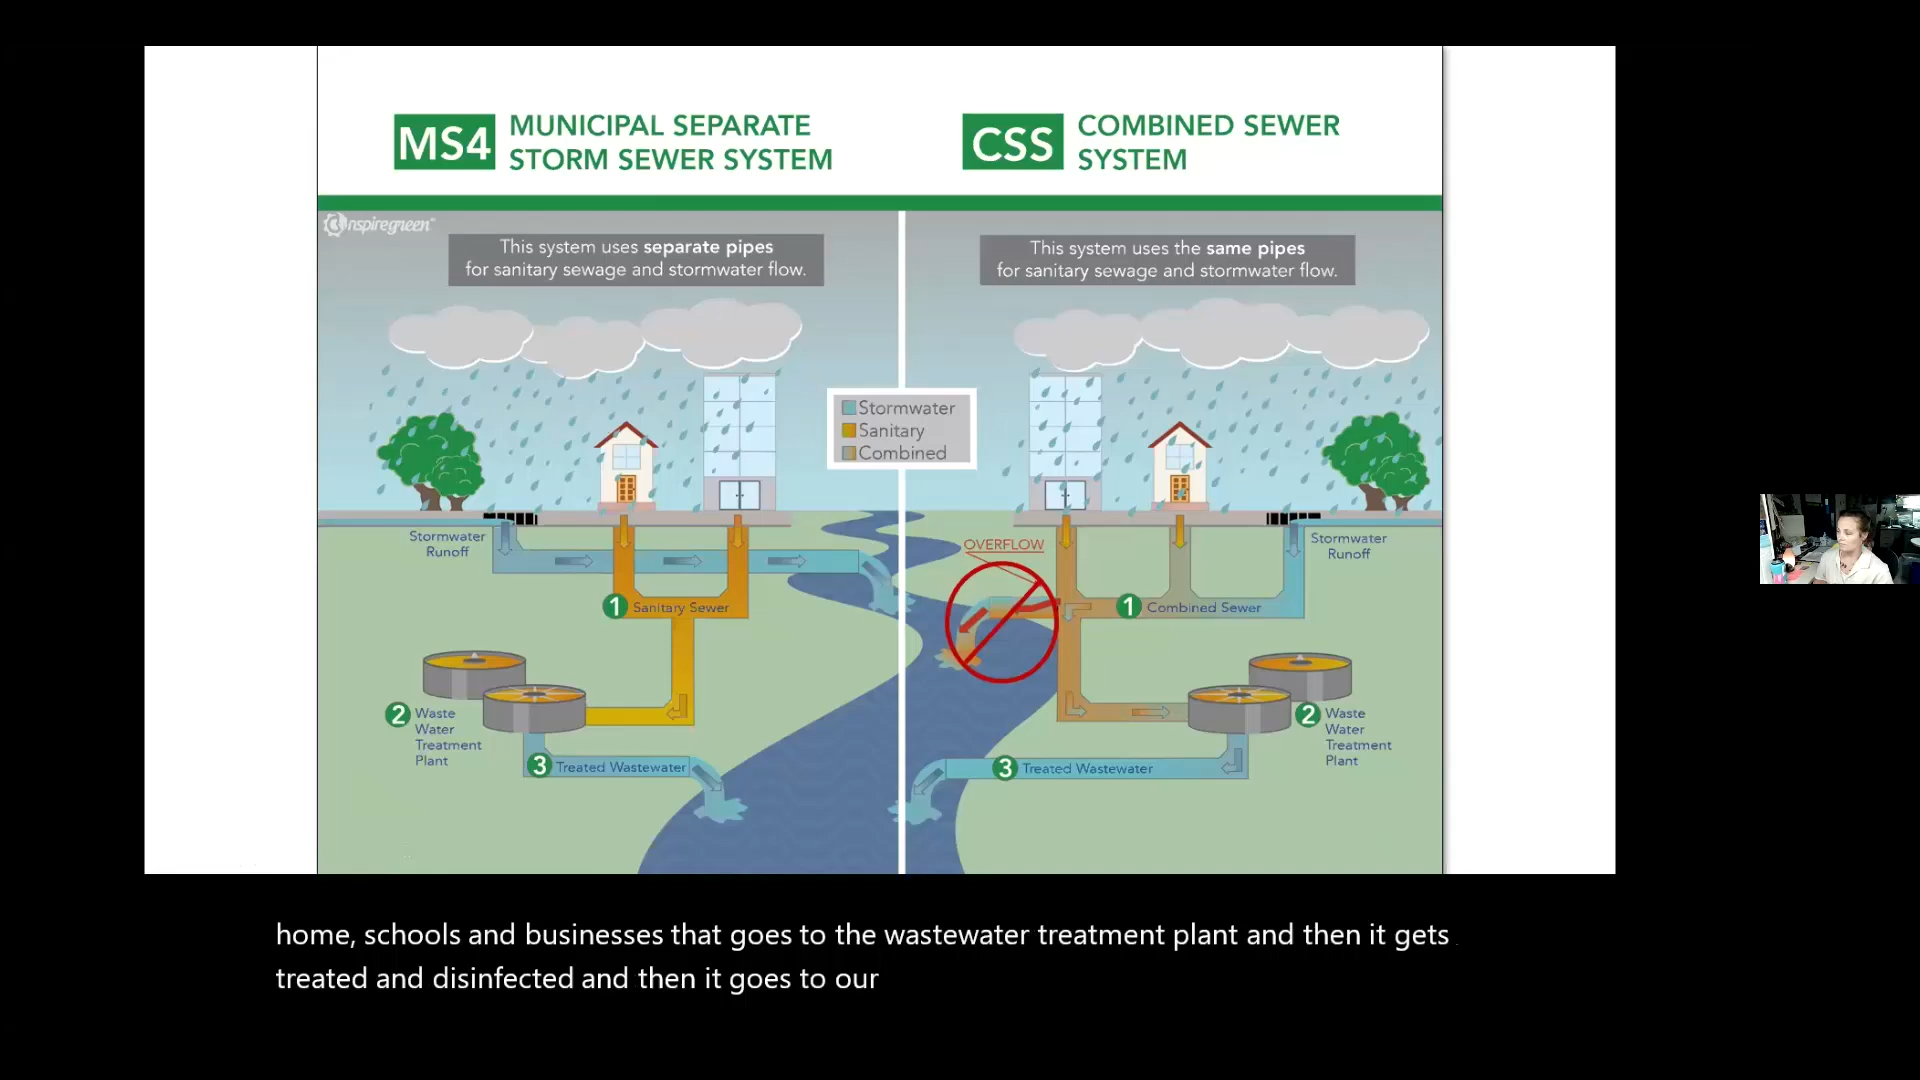 MS4
MUNICIPAL SEPARATE
STORM SEWER SYSTEM
CSS
COMBINED SEWER
SYSTEM
nspiregreen
This system uses separate pipes
for sanitary sewage and stormwater flow.
This system uses the same pipes
for sanitary sewage and stormwater flow.
Stormwater
Sanitary
Combined
Stormwater
Runoff
1 Sanitary Sewer
2 Waste
Water
Treatment
Plant
3 Treated Wastewater
OVERFLOW
Stormwater
Runoff
1 Combined Sewer
2 Waste
Water
Treatment
Plant
3 Treated Wastewater
home, schools and businesses that goes to the wastewater treatment plant and then it gets
treated and disinfected and then it goes to our